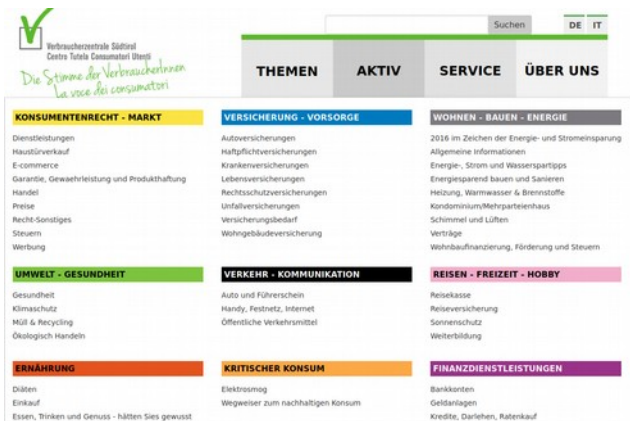 Suchen
DE IT
Verbraucherzentrale Südtirol
Centro Tutela Consumatori Utenti
Die Stimme der VerbraucherInnen
La voce dei consumatori
THEMEN AKTIV SERVICE ÜBER UNS
KONSUMENTENRECHT - MARKT
Dienstleistungen
Haustürverkauf
E-commerce
Garantie, Gewaehrleistung und Produkthaftung
Handel
Preise
Recht-Sonstiges
Steuern
Werbung
VERSICHERUNG - VORSORGE
Autoversicherungen
Haftpflichtversicherungen
Krankenversicherungen
Lebensversicherungen
Rechtsschutzversicherungen
Unfallversicherungen
Versicherungsbedarf
Wohngebäudeversicherung
WOHNEN - BAUEN - ENERGIE
2016 im Zeichen der Energie- und Stromeinsparung
Allgemeine Informationen
Energie-, Strom und Wasserspartipps
Energiesparend bauen und Sanieren
Heizung, Warmwasser & Brennstoffe
Kondominium/Mehrparteienhaus
Schimmel und Lüften
Verträge
Wohnbaufinanzierung, Förderung und Steuern
UMWELT - GESUNDHEIT
Gesundheit
Klimaschutz
Müll & Recycling
Ökologisch Handeln
VERKEHR - KOMMUNIKATION
Auto und Führerschein
Handy, Festnetz, Internet
Öffentliche Verkehrsmittel
REISEN - FREIZEIT - HOBBY
Reisekasse
Reiseversicherung
Sonnenschutz
Weiterbildung
ERNÄHRUNG
Diäten
Einkauf
Essen, Trinken und Genuss - hätten Sies gewusst
KRITISCHER KONSUM
Elektrosmog
Wegweiser zum nachhaltigen Konsum
FINANZDIENSTLEISTUNGEN
Bankkonten
Geldanlagen
Kredite, Darlehen, Ratenkauf